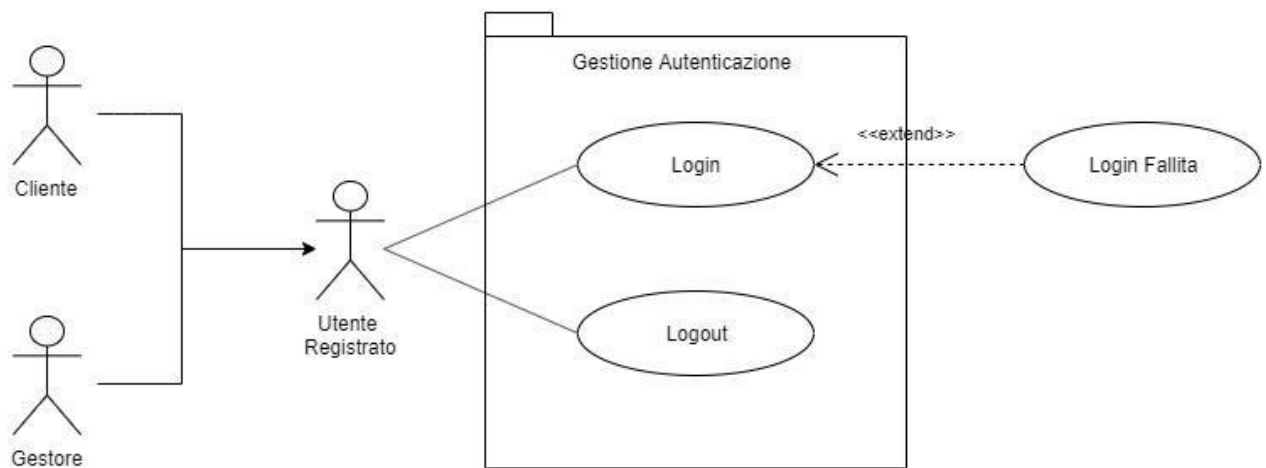 Gestione Autenticazione
<<extend>>
Login
Login Fallita
Cliente
Utente
Registrato
Logout
Gestore